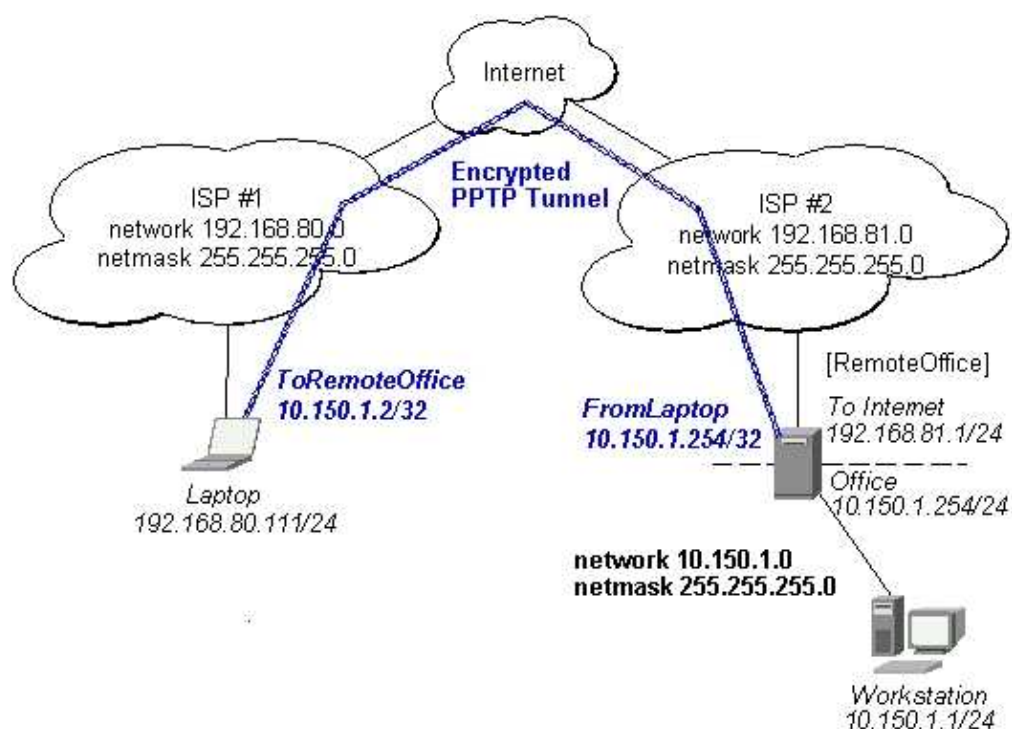 Internet
Encrypted
PPTP Tunnel
ISP #1
network 192.168.80.0
netmask 255.255.255.0
ISP #2
network 192.168.81.0
netmask 255.255.255.0
ToRemoteOffice
10.150.1.2/32
[RemoteOffice]
FromLaptop
10.150.1.254/32
To Internet
192.168.81.1/24
Laptop
192.168.80.111/24
Office
10.150.1.254/24
network 10.150.1.0
netmask 255.255.255.0
Workstation
10.150.1.1/24